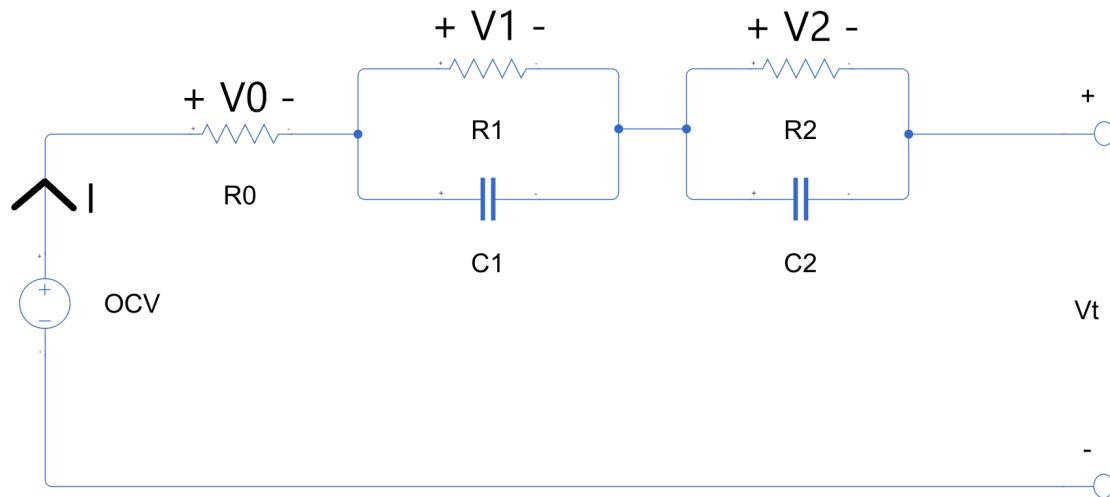 + V1 -
+ V2 -
+ V0 -
+
R1
R2
R0
I
C1
C2
OCV
Vt
-